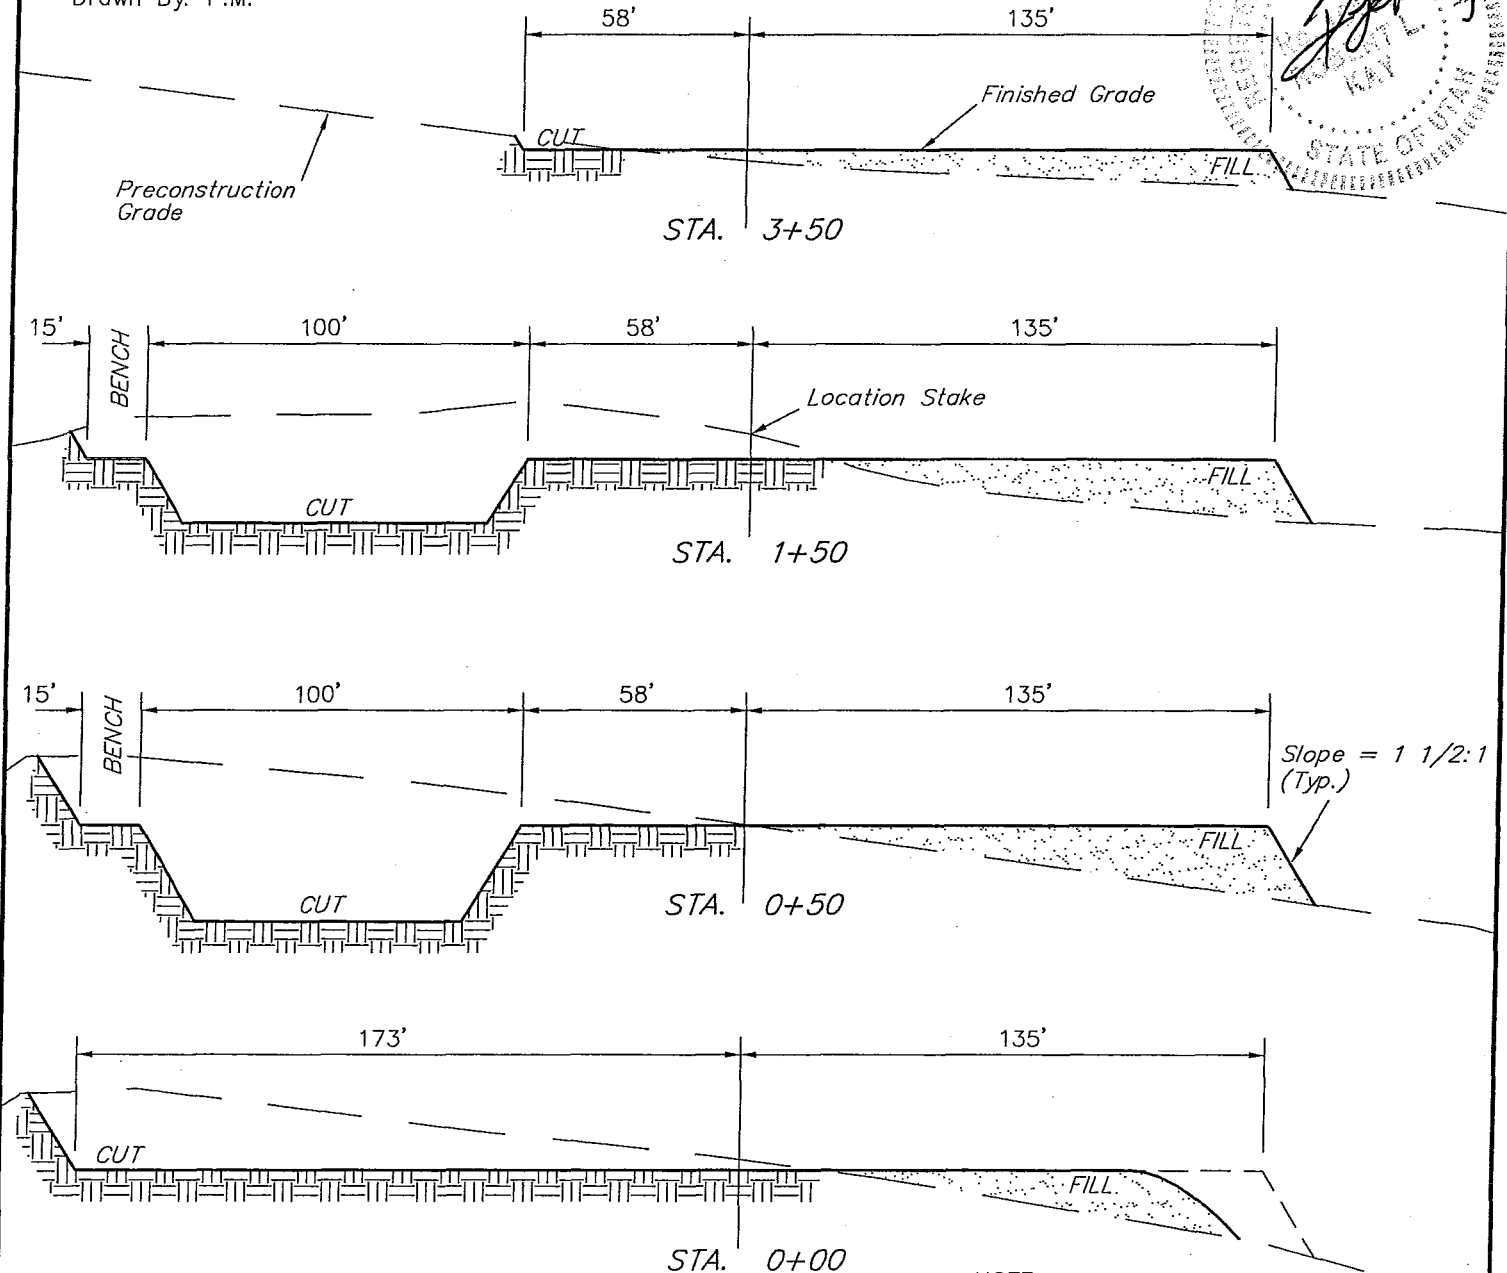 58' 135'
Finished Grade
CUT
FILL
Preconstruction
Grade
STA. 3+50
ROBERT L.
KAY
STATE OF UTAH
15' BENCH 100' 58' 135'
Location Stake
CUT
FILL
STA. 1+50
15' BENCH 100' 58' 135'
Slope = 1 1/2:1
(Typ.)
CUT
FILL
STA. 0+50
173' 135'
CUT
FILL
STA. 0+00